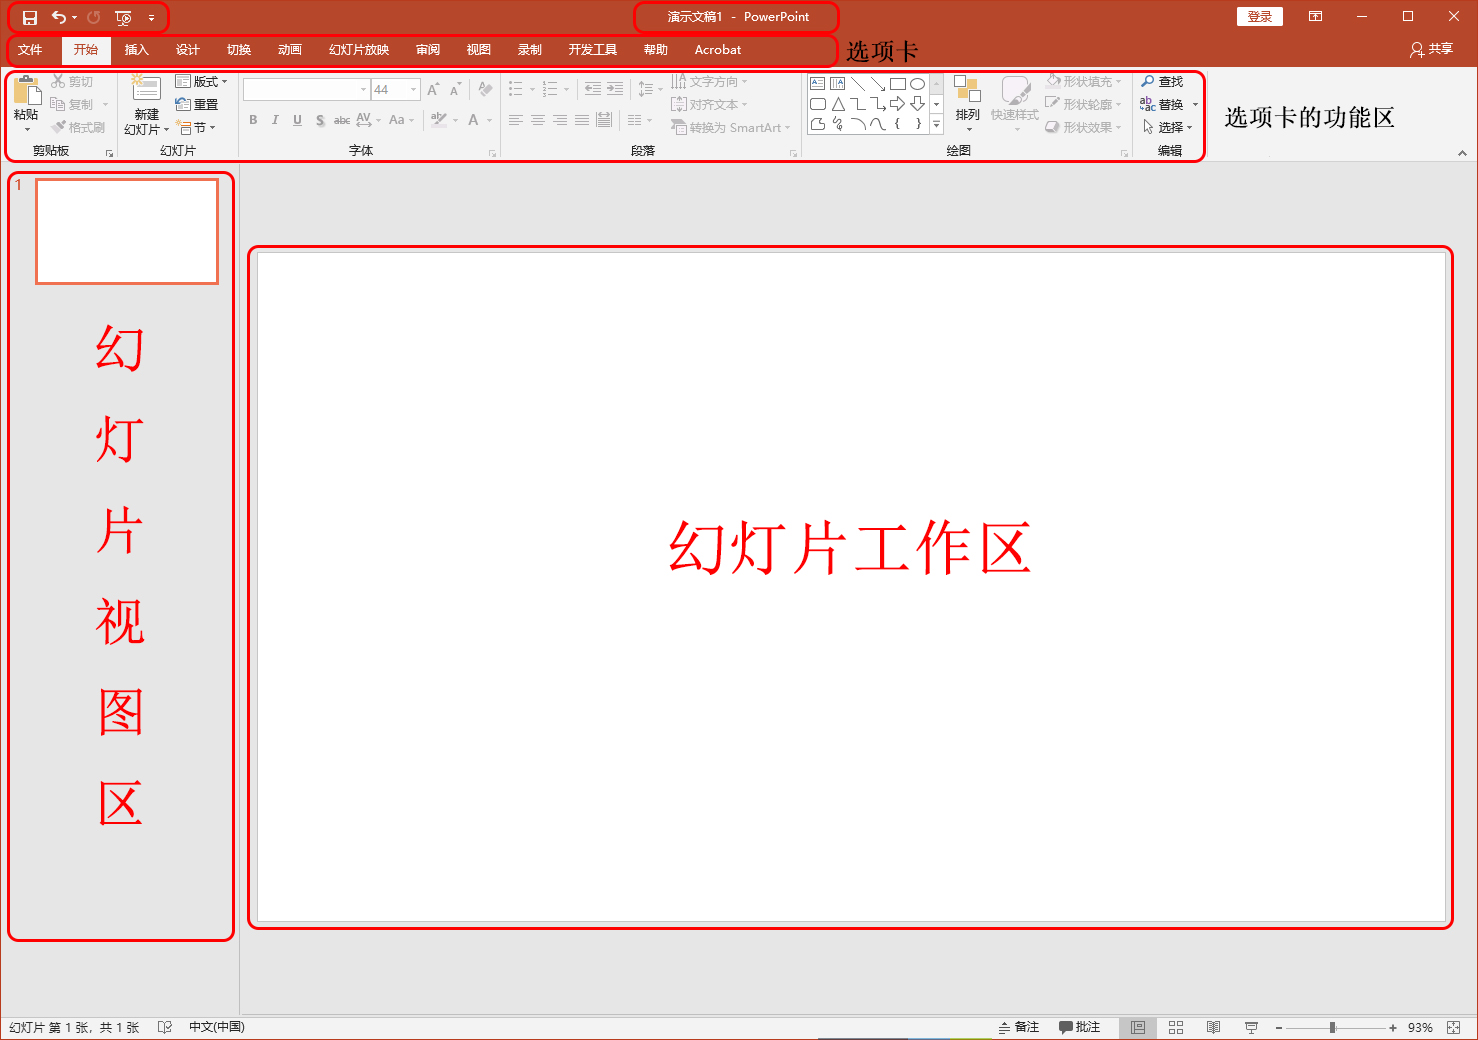 演示文稿1 - PowerPoint
登录
文件 开始 插入 设计 切换 动画 幻灯片放映 审阅 视图 录制 开发工具 帮助 Acrobat
选项卡
共享
粘贴
剪切
复制
格式刷
剪贴板
新建
幻灯片
版式
重置
节
幻灯片
44
B I U S abc AV Aa A
字体
文字方向
对齐文本
转换为 SmartArt
段落
排列
快速样式
形状填充
形状轮廓
形状效果
绘图
查找
替换
选择
编辑
选项卡的功能区
1
幻
灯
片
视
图
区
幻灯片工作区
幻灯片 第 1 张，共 1 张 中文(中国)
备注 批注 93%